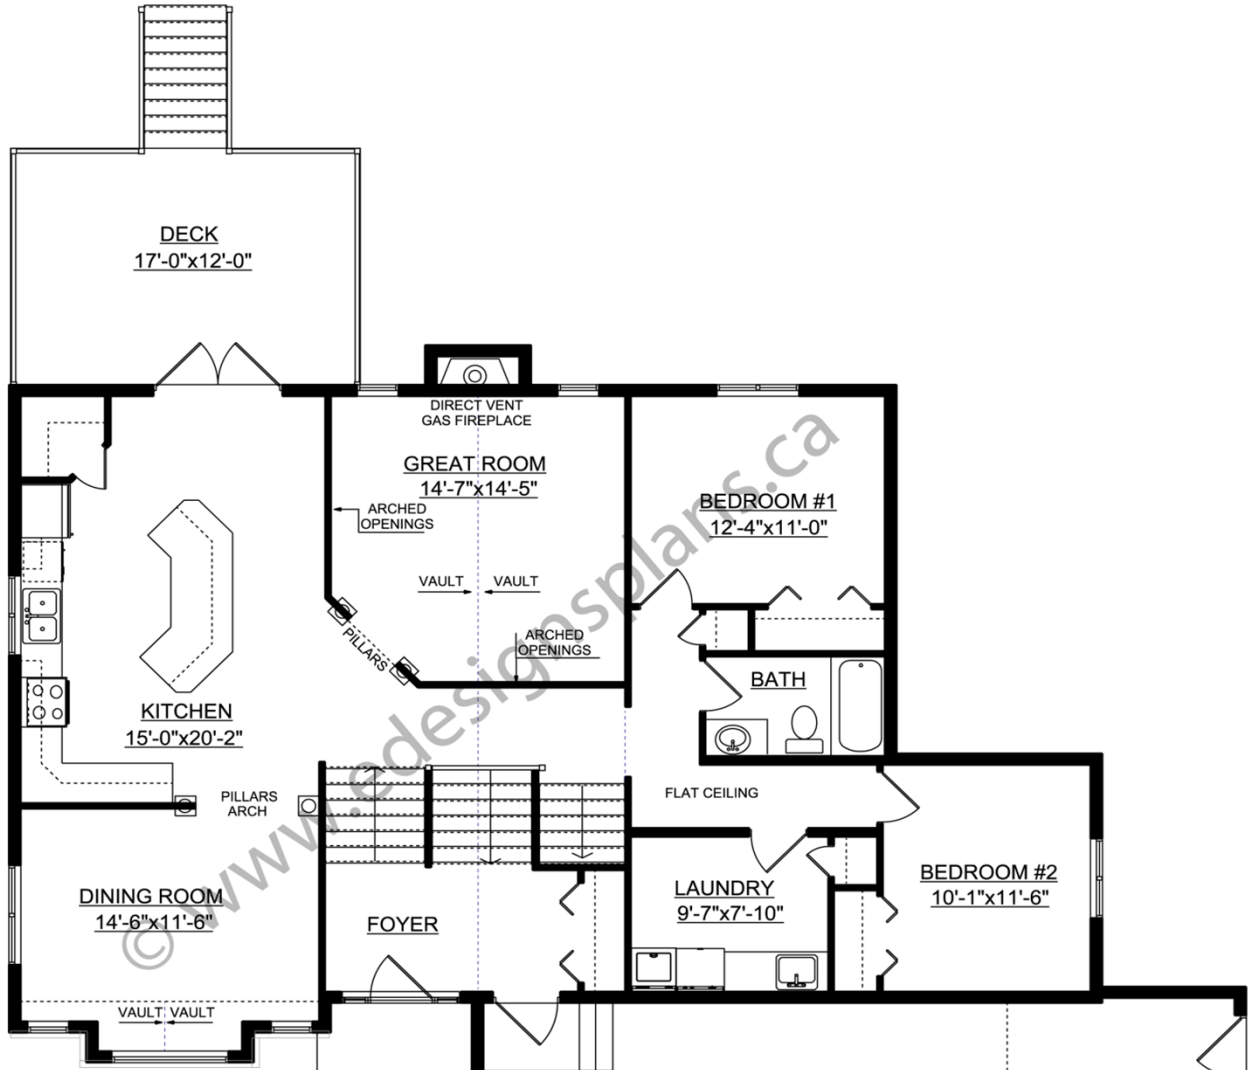 DECK
17'-0"x12'-0"
DIRECT VENT
GAS FIREPLACE
GREAT ROOM
14'-7"x14'-5"
ARCHED
OPENINGS
BEDROOM #1
12'-4"x11'-0"
VAULT VAULT
PILLARS
ARCHED
OPENINGS
BATH
KITCHEN
15'-0"x20'-2"
PILLARS
ARCH
FLAT CEILING
DINING ROOM
14'-6"x11'-6"
FOYER
LAUNDRY
9'-7"x7'-10"
BEDROOM #2
10'-1"x11'-6"
VAULT VAULT
© www.edesignsplans.ca